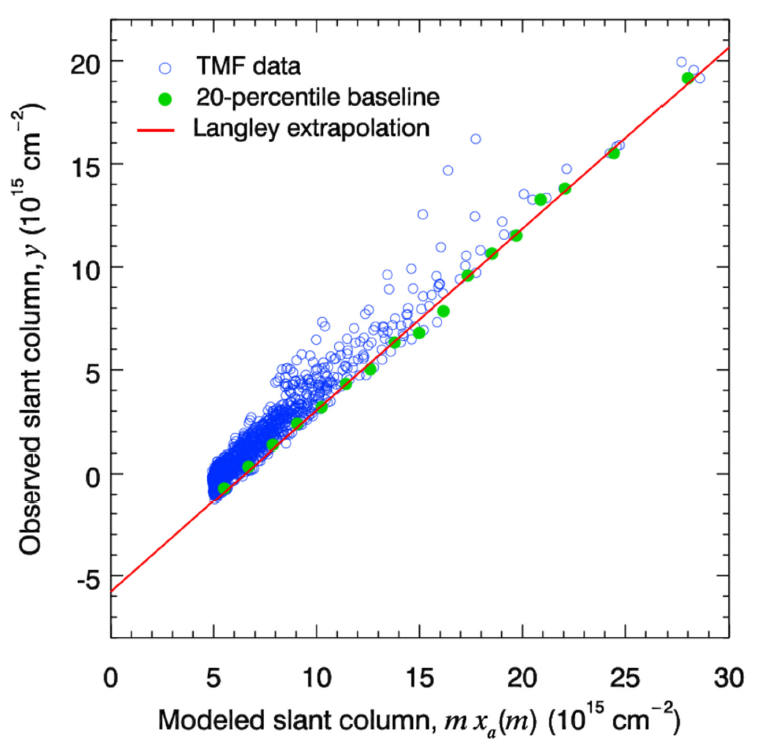 TMF data
20-percentile baseline
Langley extrapolation
20
15
10
5
0
-5
Observed slant column, y (10¹⁵ cm⁻²)
0 5 10 15 20 25 30
Modeled slant column, m xₐ(m) (10¹⁵ cm⁻²)